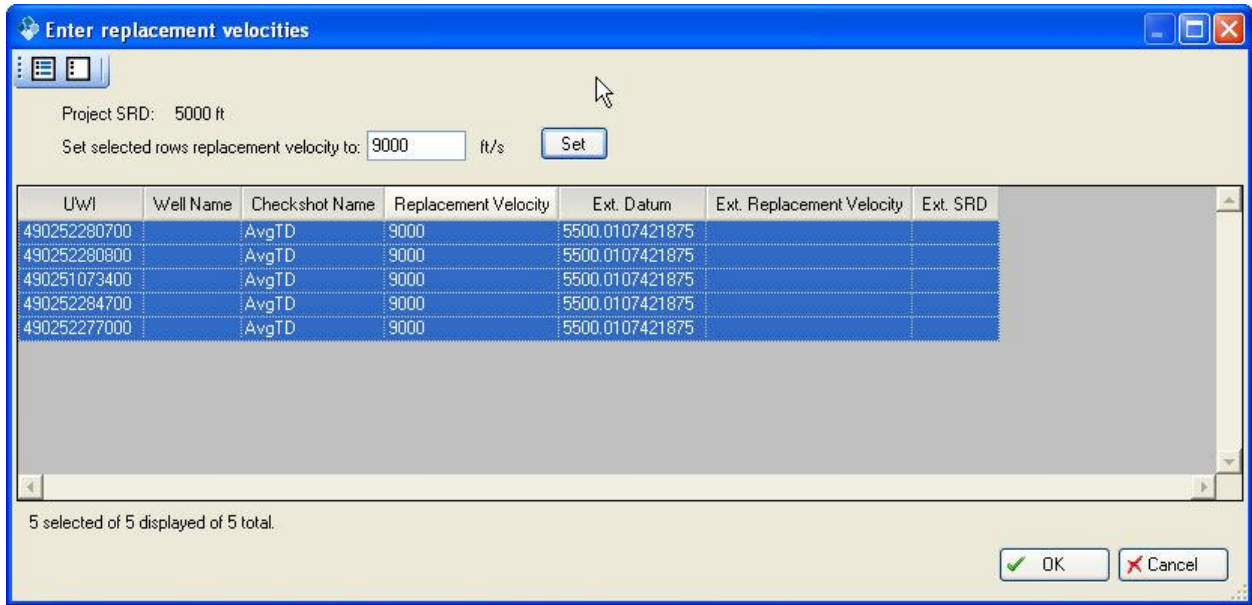 Enter replacement velocities
Project SRD: 5000 ft
Set selected rows replacement velocity to: 9000 ft/s Set
UWI Well Name Checkshot Name Replacement Velocity Ext. Datum Ext. Replacement Velocity Ext. SRD
490252280700 AvgTD 9000 5500.0107421875
490252280800 AvgTD 9000 5500.0107421875
490251073400 AvgTD 9000 5500.0107421875
490252284700 AvgTD 9000 5500.0107421875
490252277000 AvgTD 9000 5500.0107421875
5 selected of 5 displayed of 5 total.
OK Cancel